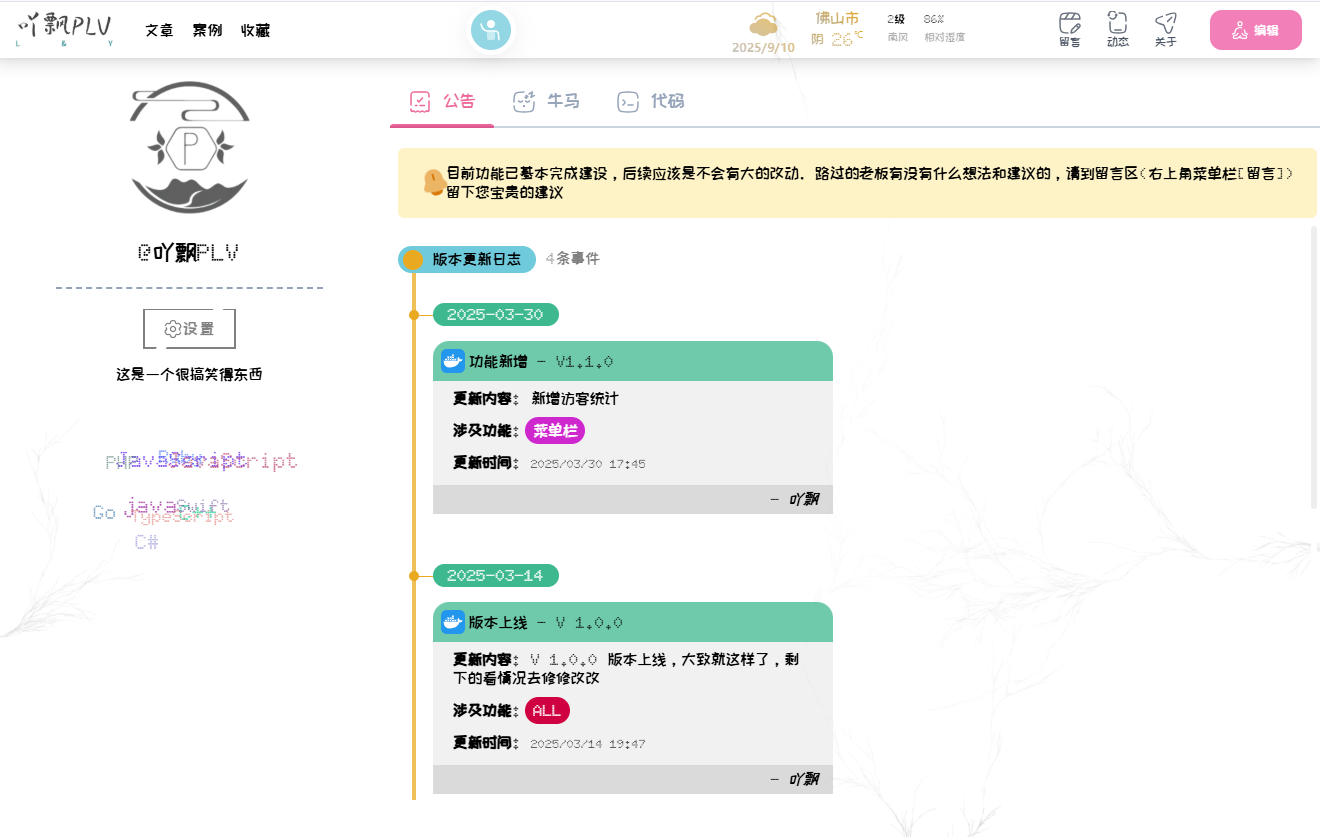 吖飘PLV
L & Y
文章 案例 收藏
2025/9/10
佛山市
阴 26℃
2级 86%
南风 相对湿度
留言 动态 关于
编辑
公告 牛马 代码
目前功能已基本完成建设，后续应该是不会有大的改动. 路过的老板有没有什么想法和建议的，请到留言区(右上角菜单栏[留言])
留下您宝贵的建议
P
@吖飘PLV
设置
这是一个很搞笑得东西
JavaScript
Go
java
Swift
TypeScript
C#
版本更新日志 4条事件
2025-03-30
功能新增 - V1.1.0
更新内容: 新增访客统计
涉及功能: 菜单栏
更新时间: 2025/03/30 17:45
- 吖飘
2025-03-14
版本上线 - V 1.0.0
更新内容: V 1.0.0 版本上线，大致就这样了，剩
下的看情况去修修改改
涉及功能: ALL
更新时间: 2025/03/14 19:47
- 吖飘